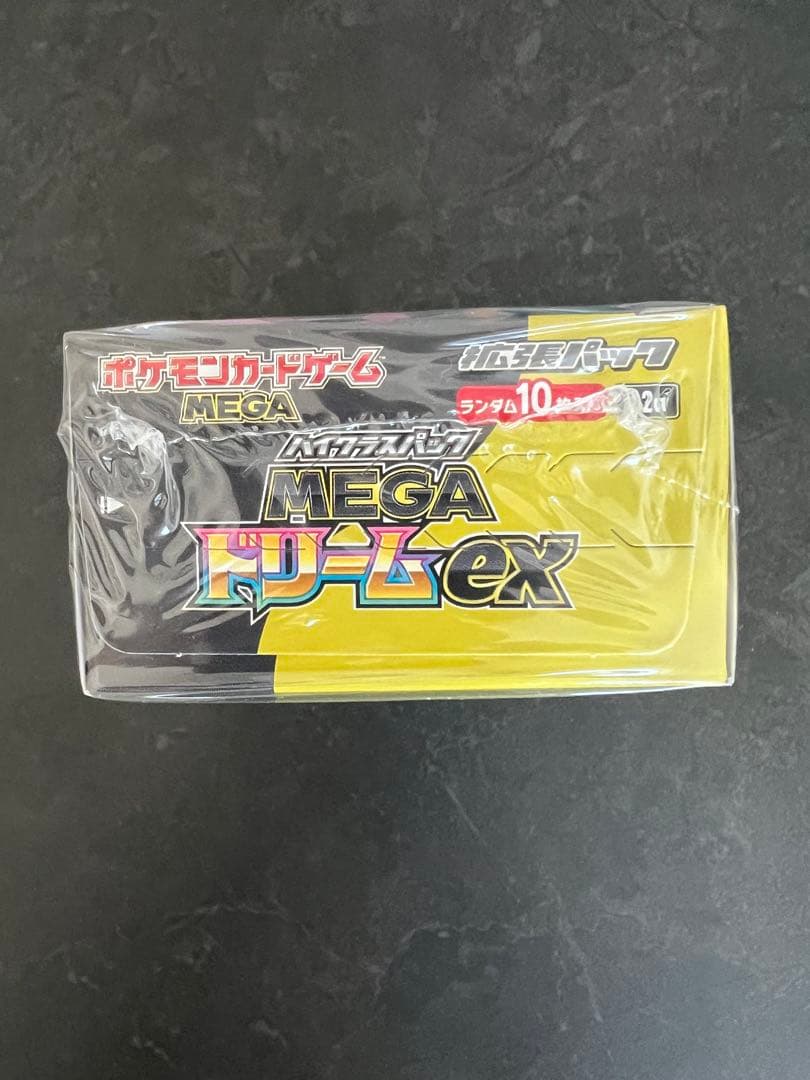 ポケモンカードゲーム
MEGA
拡張パック
ランダム10
ハイクラスパック
MEGA
ドリームex